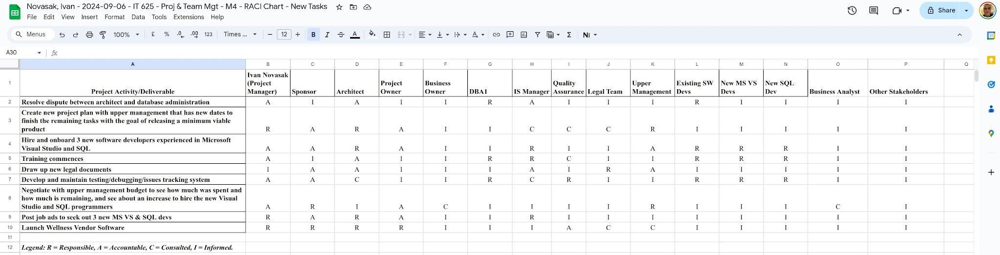 Novasak, Ivan - 2024-09-06 - IT 625 - Proj & Team Mgt - M4 - RACI Chart - New Tasks
File Edit View Insert Format Data Tools Extensions Help
Share
Menus 100% £ % .0 .00 123 Times ... 12 B I A
A30 fx
A B C D E F G H I J K L M N O P Q
1 Project Activity/Deliverable Ivan Novasak (Project Manager) Sponsor Architect Project Owner Business Owner DBA1 IS Manager Quality Assurance Legal Team Upper Management Existing SW Devs New MS VS Devs New SQL Dev Business Analyst Other Stakeholders
2 Resolve dispute between architect and database administration A I A I I R A I I I R I I I I
3 Create new project plan with upper management that has new dates to
finish the remaining tasks with the goal of releasing a minimum viable
product R A R A I I C C C R I I I I I
4 Hire and onboard 3 new software developers experienced in Microsoft
Visual Studio and SQL A A R A I I R I I A R R R I I
5 Training commences A I A I I R R C I I R R R I I
6 Draw up new legal documents I A A I I I A I R A I I I I I
7 Develop and maintain testing/debugging/issues tracking system A A C I I R C R I I R R R I I
8 Negotiate with upper management budget to see how much was spent and
how much is remaining, and see about an increase to hire the new Visual
Studio and SQL programmers A R I A C I I I I R I I I C I
9 Post job ads to seek out 3 new MS VS & SQL devs R A R A I I R I I I I I I I I
10 Launch Wellness Vendor Software R R R R I I I A C C I I I I I
11
12 Legend: R = Responsible, A = Accountable, C = Consulted, I = Informed.